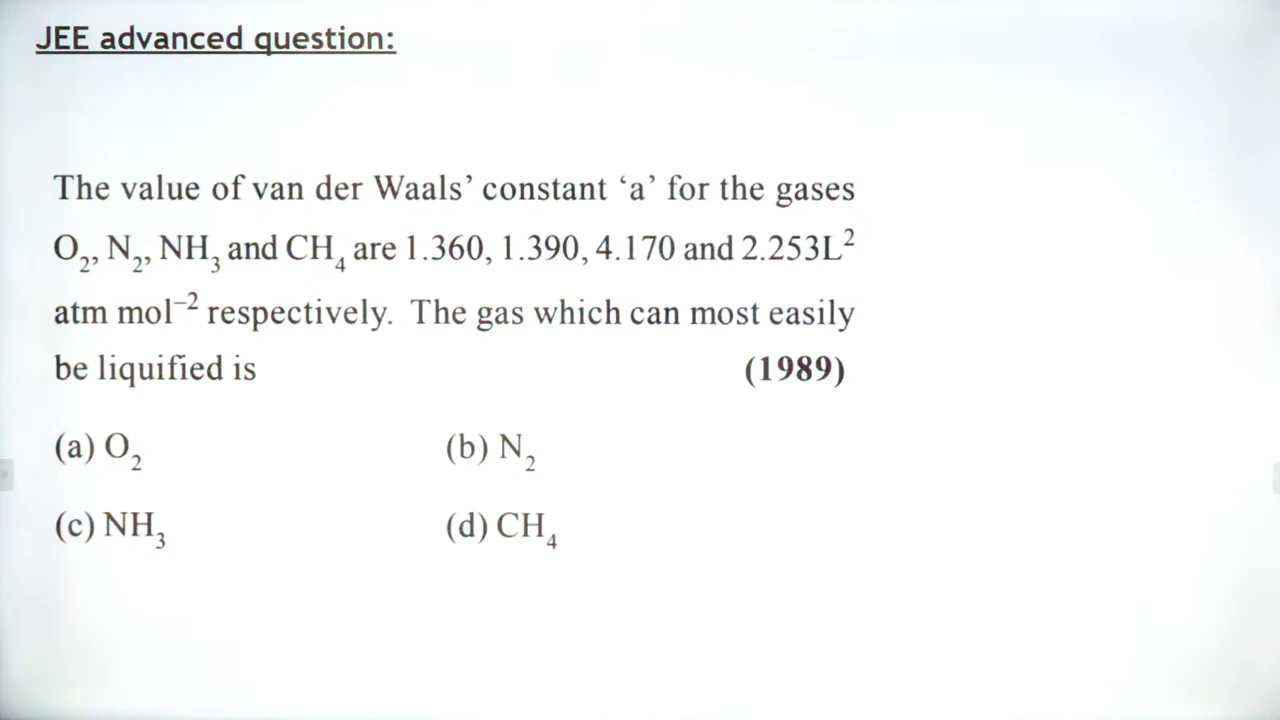 JEE advanced question:
The value of van der Waals’ constant ‘a’ for the gases
O₂, N₂, NH₃ and CH₄ are 1.360, 1.390, 4.170 and 2.253L²
atm mol⁻² respectively. The gas which can most easily
be liquified is (1989)
(a) O₂ (b) N₂
(c) NH₃ (d) CH₄